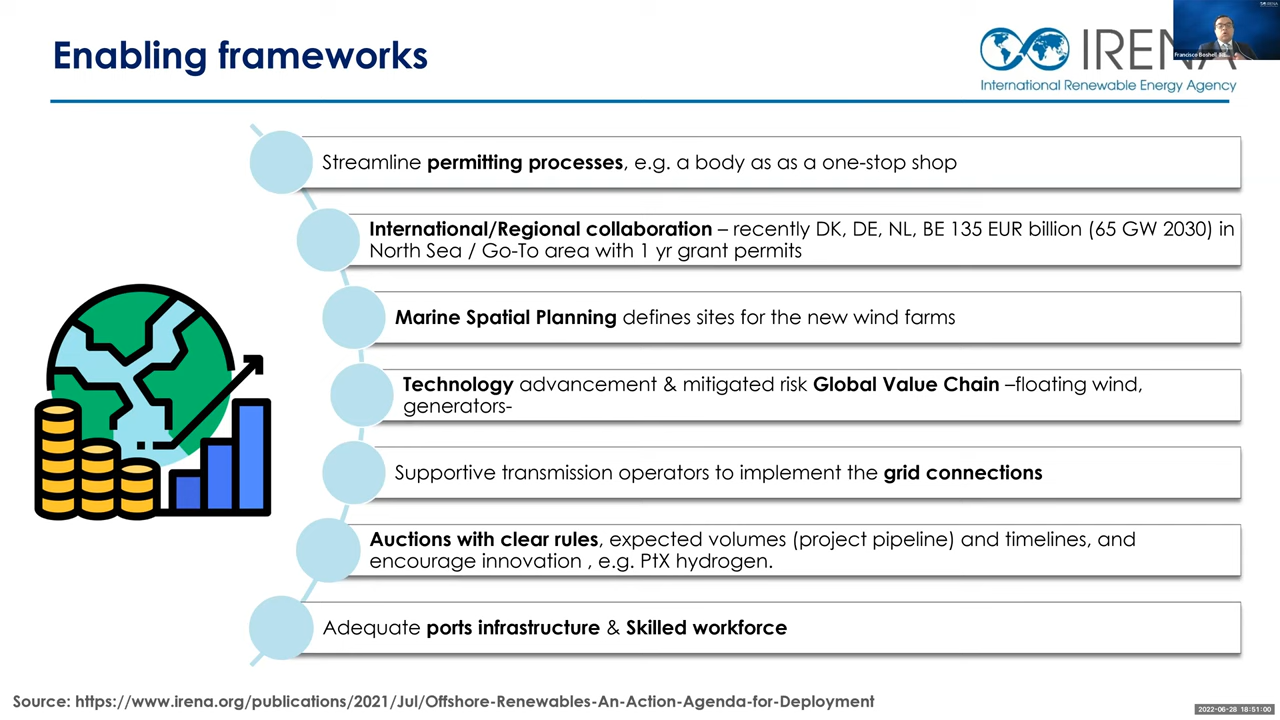 Enabling frameworks
IRENA
International Renewable Energy Agency
IRENA
Francisco Boshell
Streamline permitting processes, e.g. a body as as a one-stop shop
International/Regional collaboration – recently DK, DE, NL, BE 135 EUR billion (65 GW 2030) in
North Sea / Go-To area with 1 yr grant permits
Marine Spatial Planning defines sites for the new wind farms
Technology advancement & mitigated risk Global Value Chain –floating wind,
generators-
Supportive transmission operators to implement the grid connections
Auctions with clear rules, expected volumes (project pipeline) and timelines, and
encourage innovation , e.g. PtX hydrogen.
Adequate ports infrastructure & Skilled workforce
Source: https://www.irena.org/publications/2021/Jul/Offshore-Renewables-An-Action-Agenda-for-Deployment
2022-06-28 18:51:00